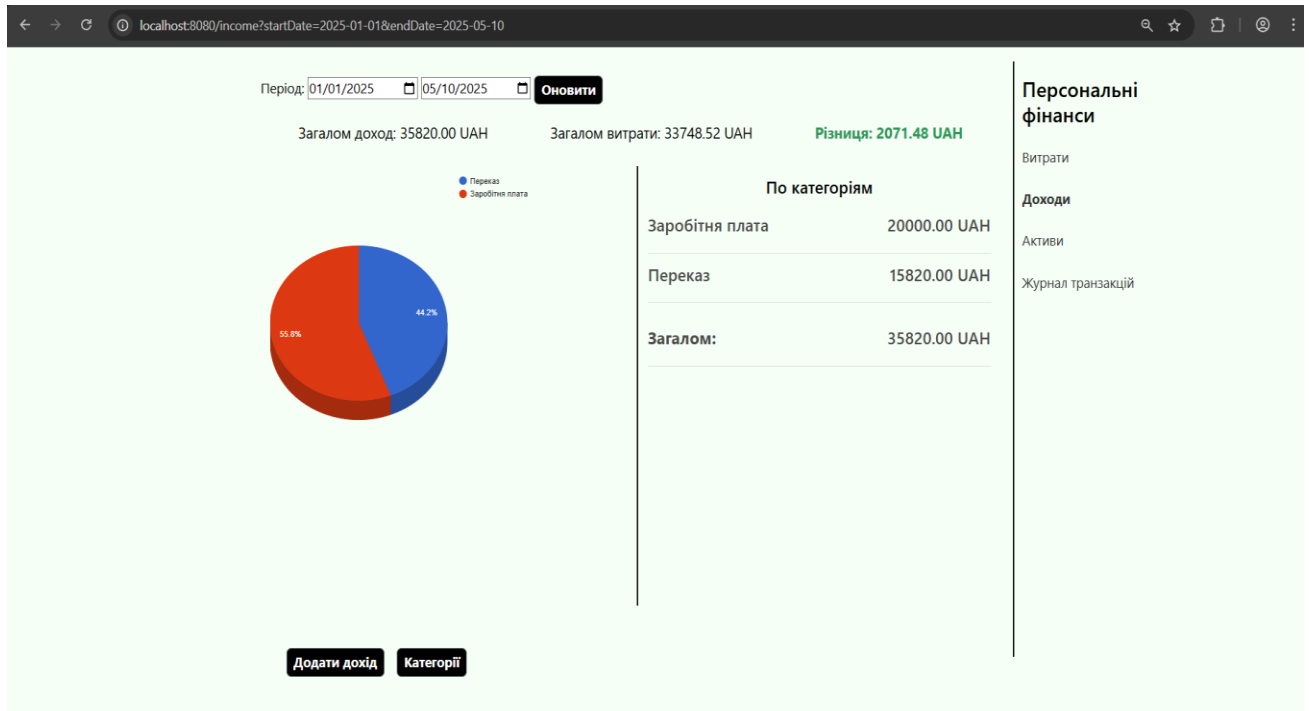 localhost:8080/income?startDate=2025-01-01&endDate=2025-05-10
Період: 01/01/2025 05/10/2025 Оновити
Загалом доход: 35820.00 UAH Загалом витрати: 33748.52 UAH Різниця: 2071.48 UAH
Переказ
Заробітня плата
44.2%
55.8%
По категоріям
Заробітня плата 20000.00 UAH
Переказ 15820.00 UAH
Загалом: 35820.00 UAH
Додати дохід Категорії
Персональні
фінанси
Витрати
Доходи
Активи
Журнал транзакцій